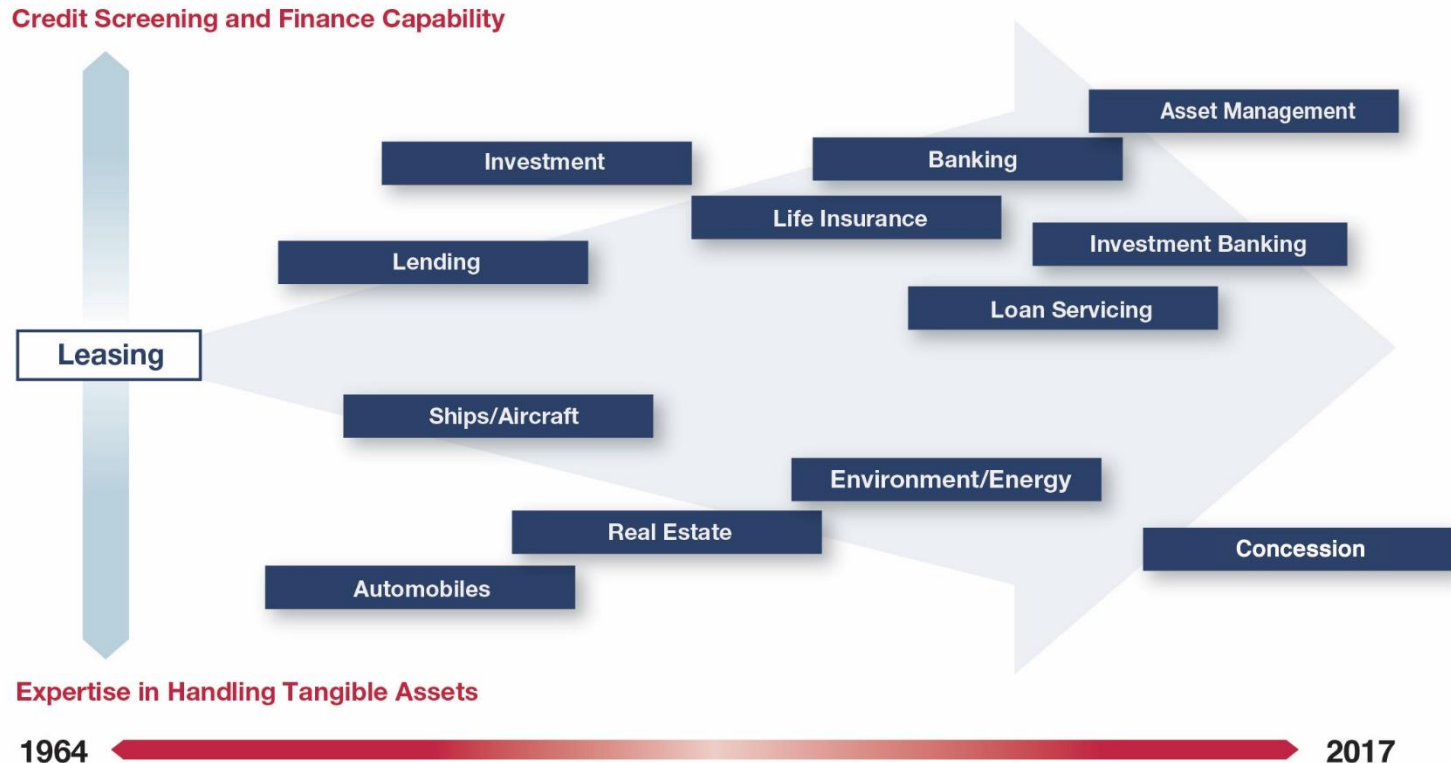 Credit Screening and Finance Capability
Asset Management
Investment
Banking
Life Insurance
Investment Banking
Lending
Loan Servicing
Leasing
Ships/Aircraft
Environment/Energy
Real Estate
Concession
Automobiles
Expertise in Handling Tangible Assets
1964
2017